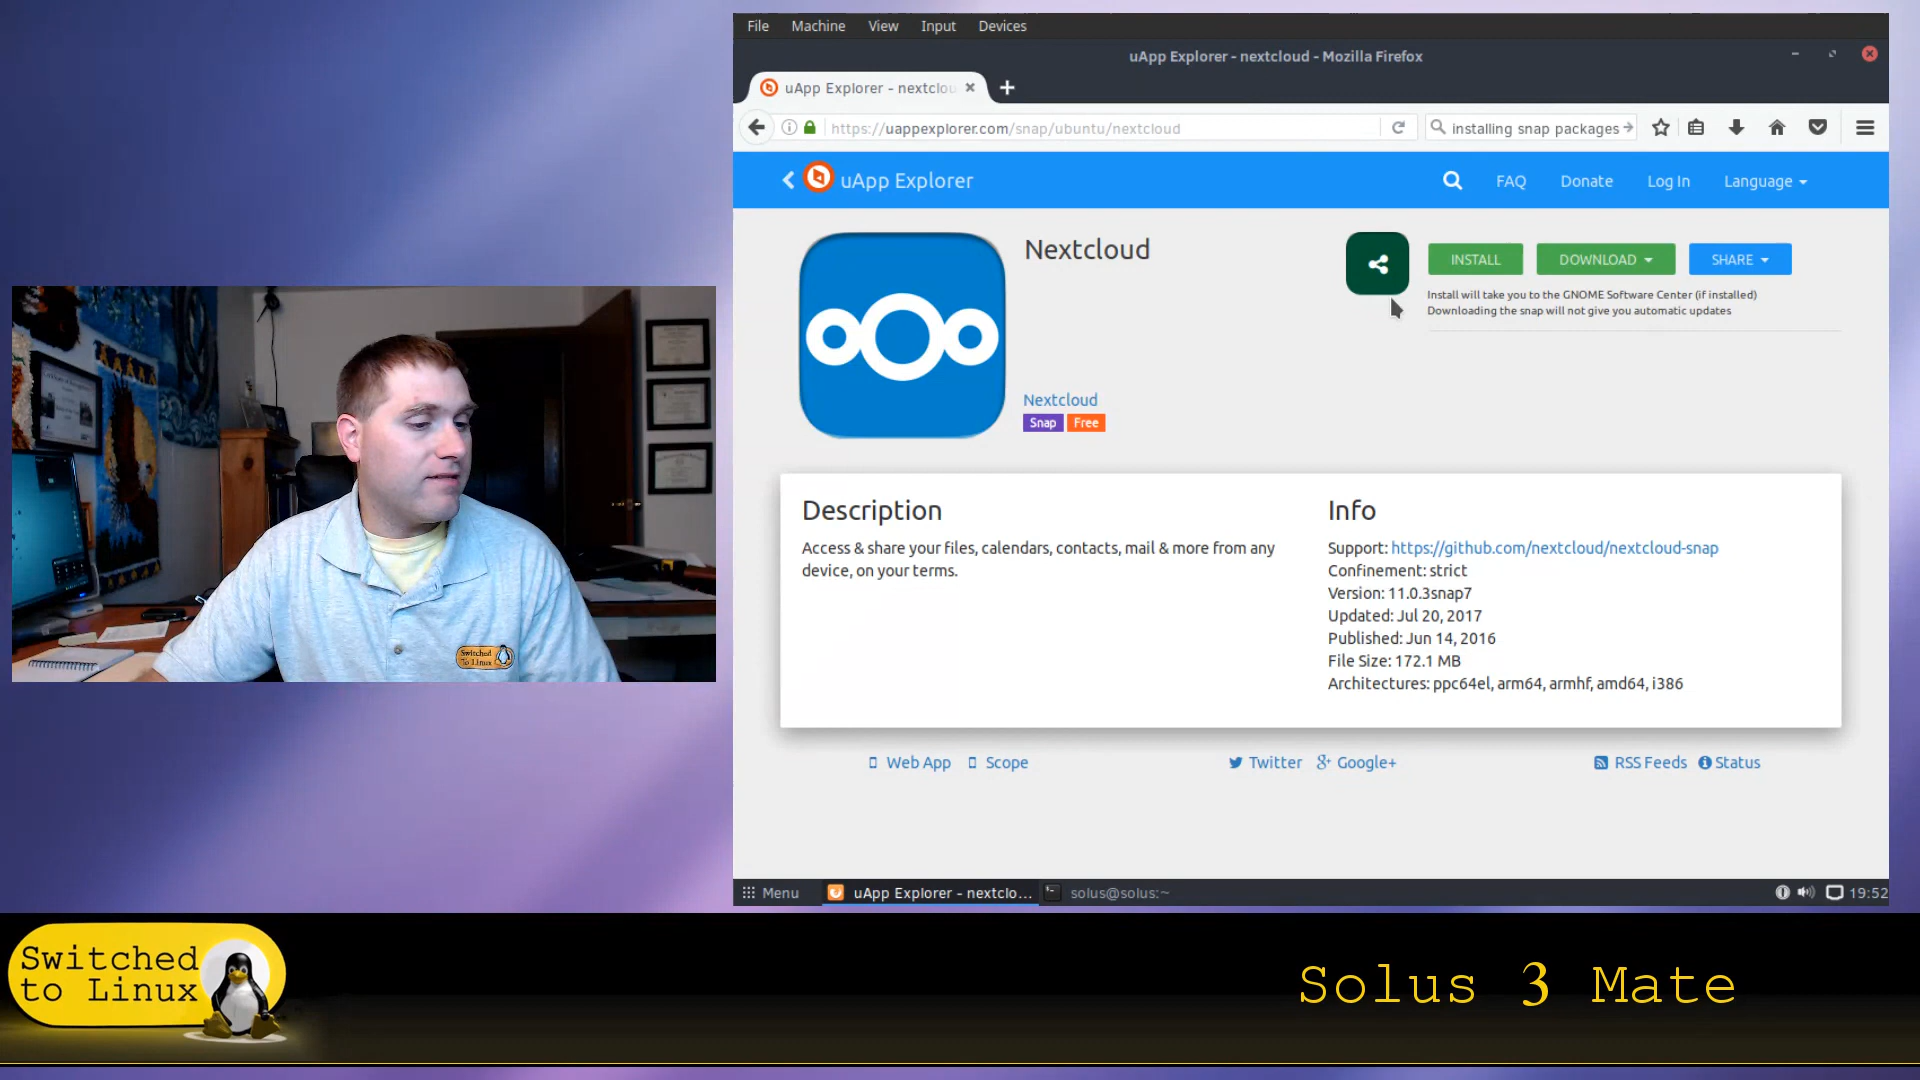 File Machine View Input Devices
uApp Explorer - nextcloud - Mozilla Firefox
uApp Explorer - nextclou
https://uappexplorer.com/snap/ubuntu/nextcloud
installing snap packages
uApp Explorer
FAQ Donate Log In Language
Nextcloud
INSTALL DOWNLOAD SHARE
Install will take you to the GNOME Software Center (if installed)
Downloading the snap will not give you automatic updates
Nextcloud
Snap Free
Description
Access & share your files, calendars, contacts, mail & more from any
device, on your terms.
Info
Support: https://github.com/nextcloud/nextcloud-snap
Confinement: strict
Version: 11.0.3snap7
Updated: Jul 20, 2017
Published: Jun 14, 2016
File Size: 172.1 MB
Architectures: ppc64el, arm64, armhf, amd64, i386
Web App Scope Twitter Google+ RSS Feeds Status
Menu uApp Explorer - nextclo... solus@solus:~ 19:52
Switched
to Linux
Switched
to Linux
Solus 3 Mate